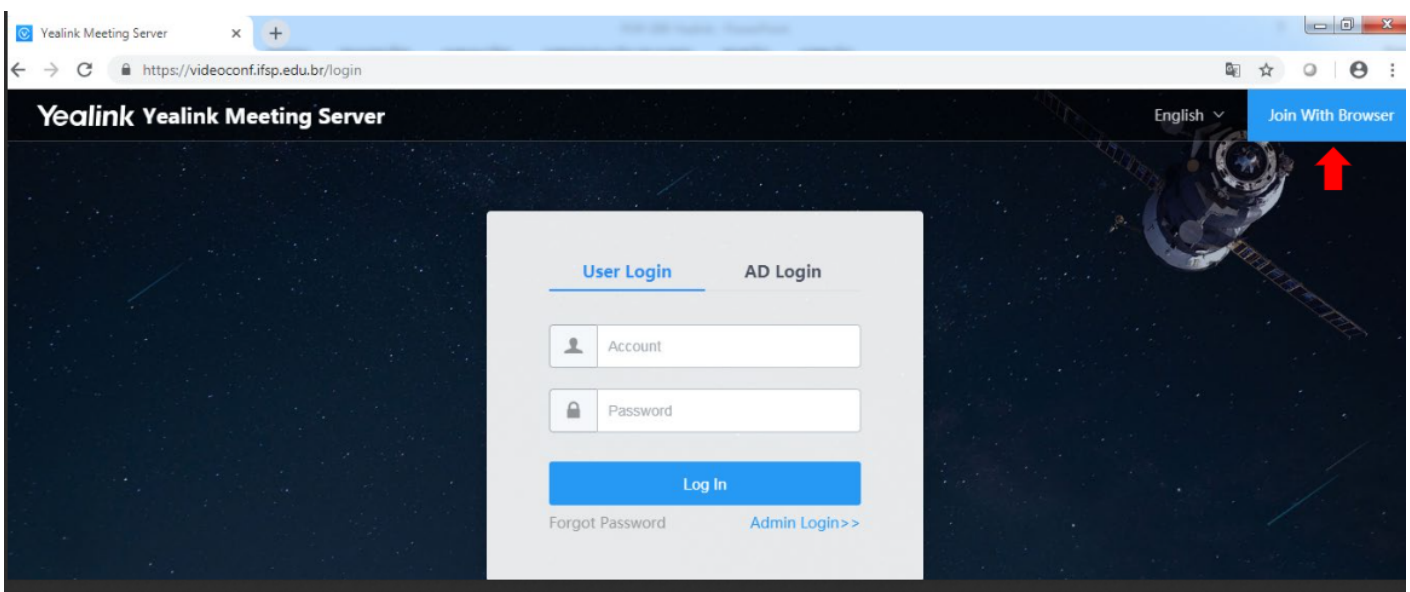 Yealink Meeting Server
https://videoconf.ifsp.edu.br/login
Yealink Yealink Meeting Server
English
Join With Browser
User Login AD Login
Account
Password
Log In
Forgot Password Admin Login>>